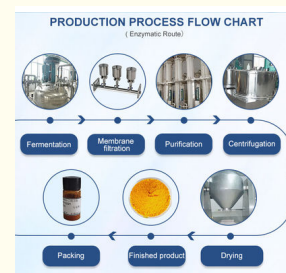 PRODUCTION PROCESS FLOW CHART
( Enzymatic Route)
Fermentation
Membrane
filtration
Purification
Centrifugation
Packing
Finished product
Drying